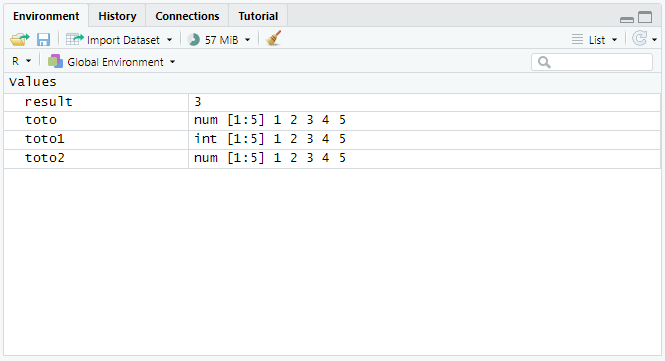 Environment History Connections Tutorial
Import Dataset 57 MiB List
R Global Environment
Values
result 3
toto num [1:5] 1 2 3 4 5
toto1 int [1:5] 1 2 3 4 5
toto2 num [1:5] 1 2 3 4 5